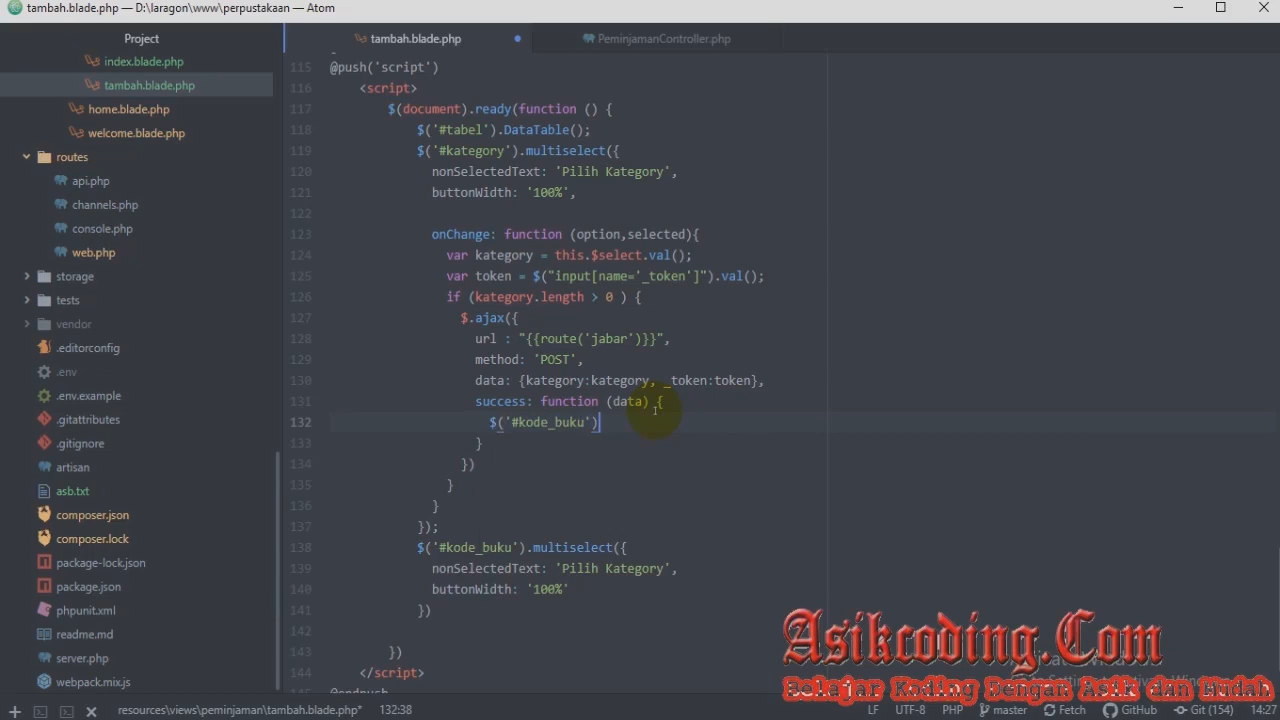 tambah.blade.php — D:\laragon\www\perpustakaan — Atom
Project
index.blade.php
tambah.blade.php
home.blade.php
welcome.blade.php
routes
api.php
channels.php
console.php
web.php
storage
tests
vendor
.editorconfig
.env
.env.example
.gitattributes
.gitignore
artisan
asb.txt
composer.json
composer.lock
package-lock.json
package.json
phpunit.xml
readme.md
server.php
webpack.mix.js
tambah.blade.php
PeminjamanController.php
115 @push('script')
116 <script>
117 $(document).ready(function () {
118 $('#tabel').DataTable();
119 $('#kategory').multiselect({
120 nonSelectedText: 'Pilih Kategory',
121 buttonWidth: '100%',
122
123 onChange: function (option,selected){
124 var kategory = this.$select.val();
125 var token = $("input[name='_token']").val();
126 if (kategory.length > 0 ) {
127 $.ajax({
128 url : "{{route('jabar')}}",
129 method: 'POST',
130 data: {kategory:kategory, _token:token},
131 success: function (data) {
132 $('#kode_buku')
133 }
134 })
135 }
136 }
137 });
138 $('#kode_buku').multiselect({
139 nonSelectedText: 'Pilih Kategory',
140 buttonWidth: '100%'
141 })
142
143 })
144 </script>
145 @endpush
Asikcoding.Com
Belajar Koding Dengan Asik dan Mudah
resources\views\peminjaman\tambah.blade.php* 132:38
LF UTF-8 PHP master Fetch GitHub Git (154) 14:27